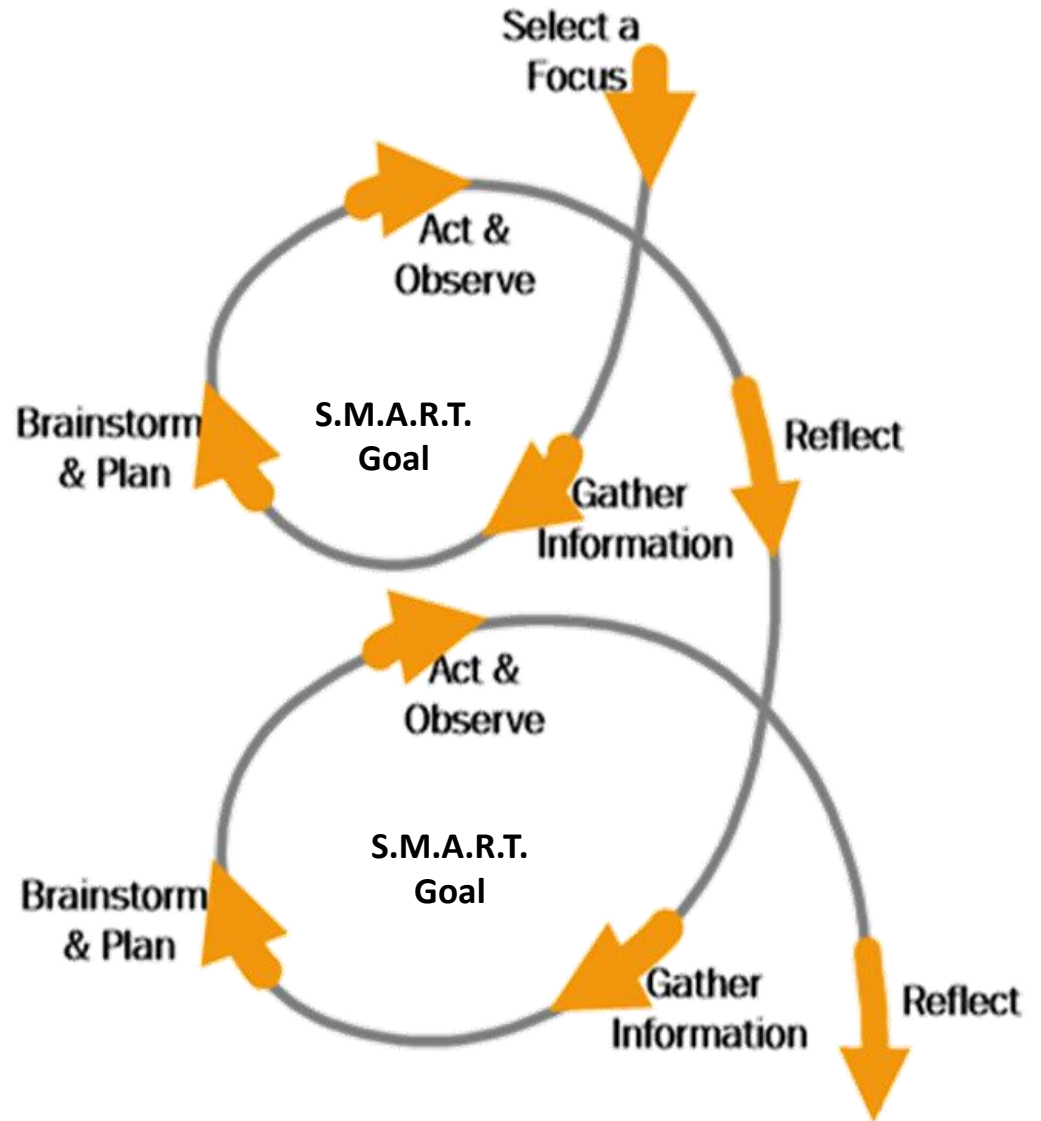 Select a
Focus
Act &
Observe
S.M.A.R.T.
Goal
Brainstorm
& Plan
Reflect
Gather
Information
Act &
Observe
S.M.A.R.T.
Goal
Brainstorm
& Plan
Gather
Information
Reflect